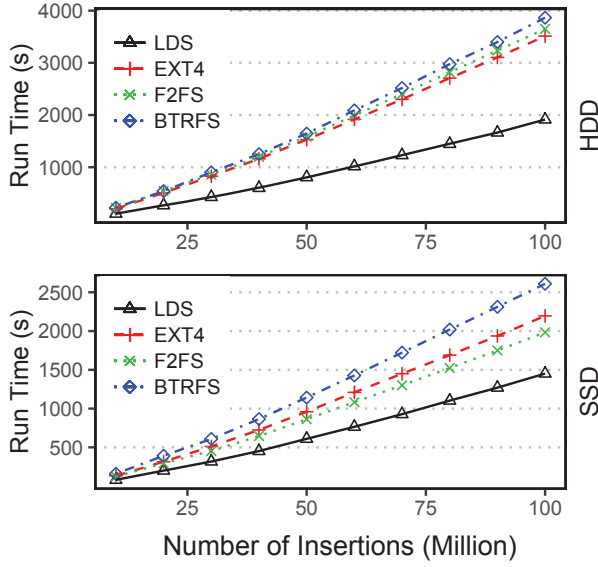 4000
3000
2000
1000
Run Time (s)
LDS
EXT4
F2FS
BTRFS
HDD
25
50
75
100
2500
2000
1500
1000
500
Run Time (s)
LDS
EXT4
F2FS
BTRFS
SSD
25
50
75
100
Number of Insertions (Million)